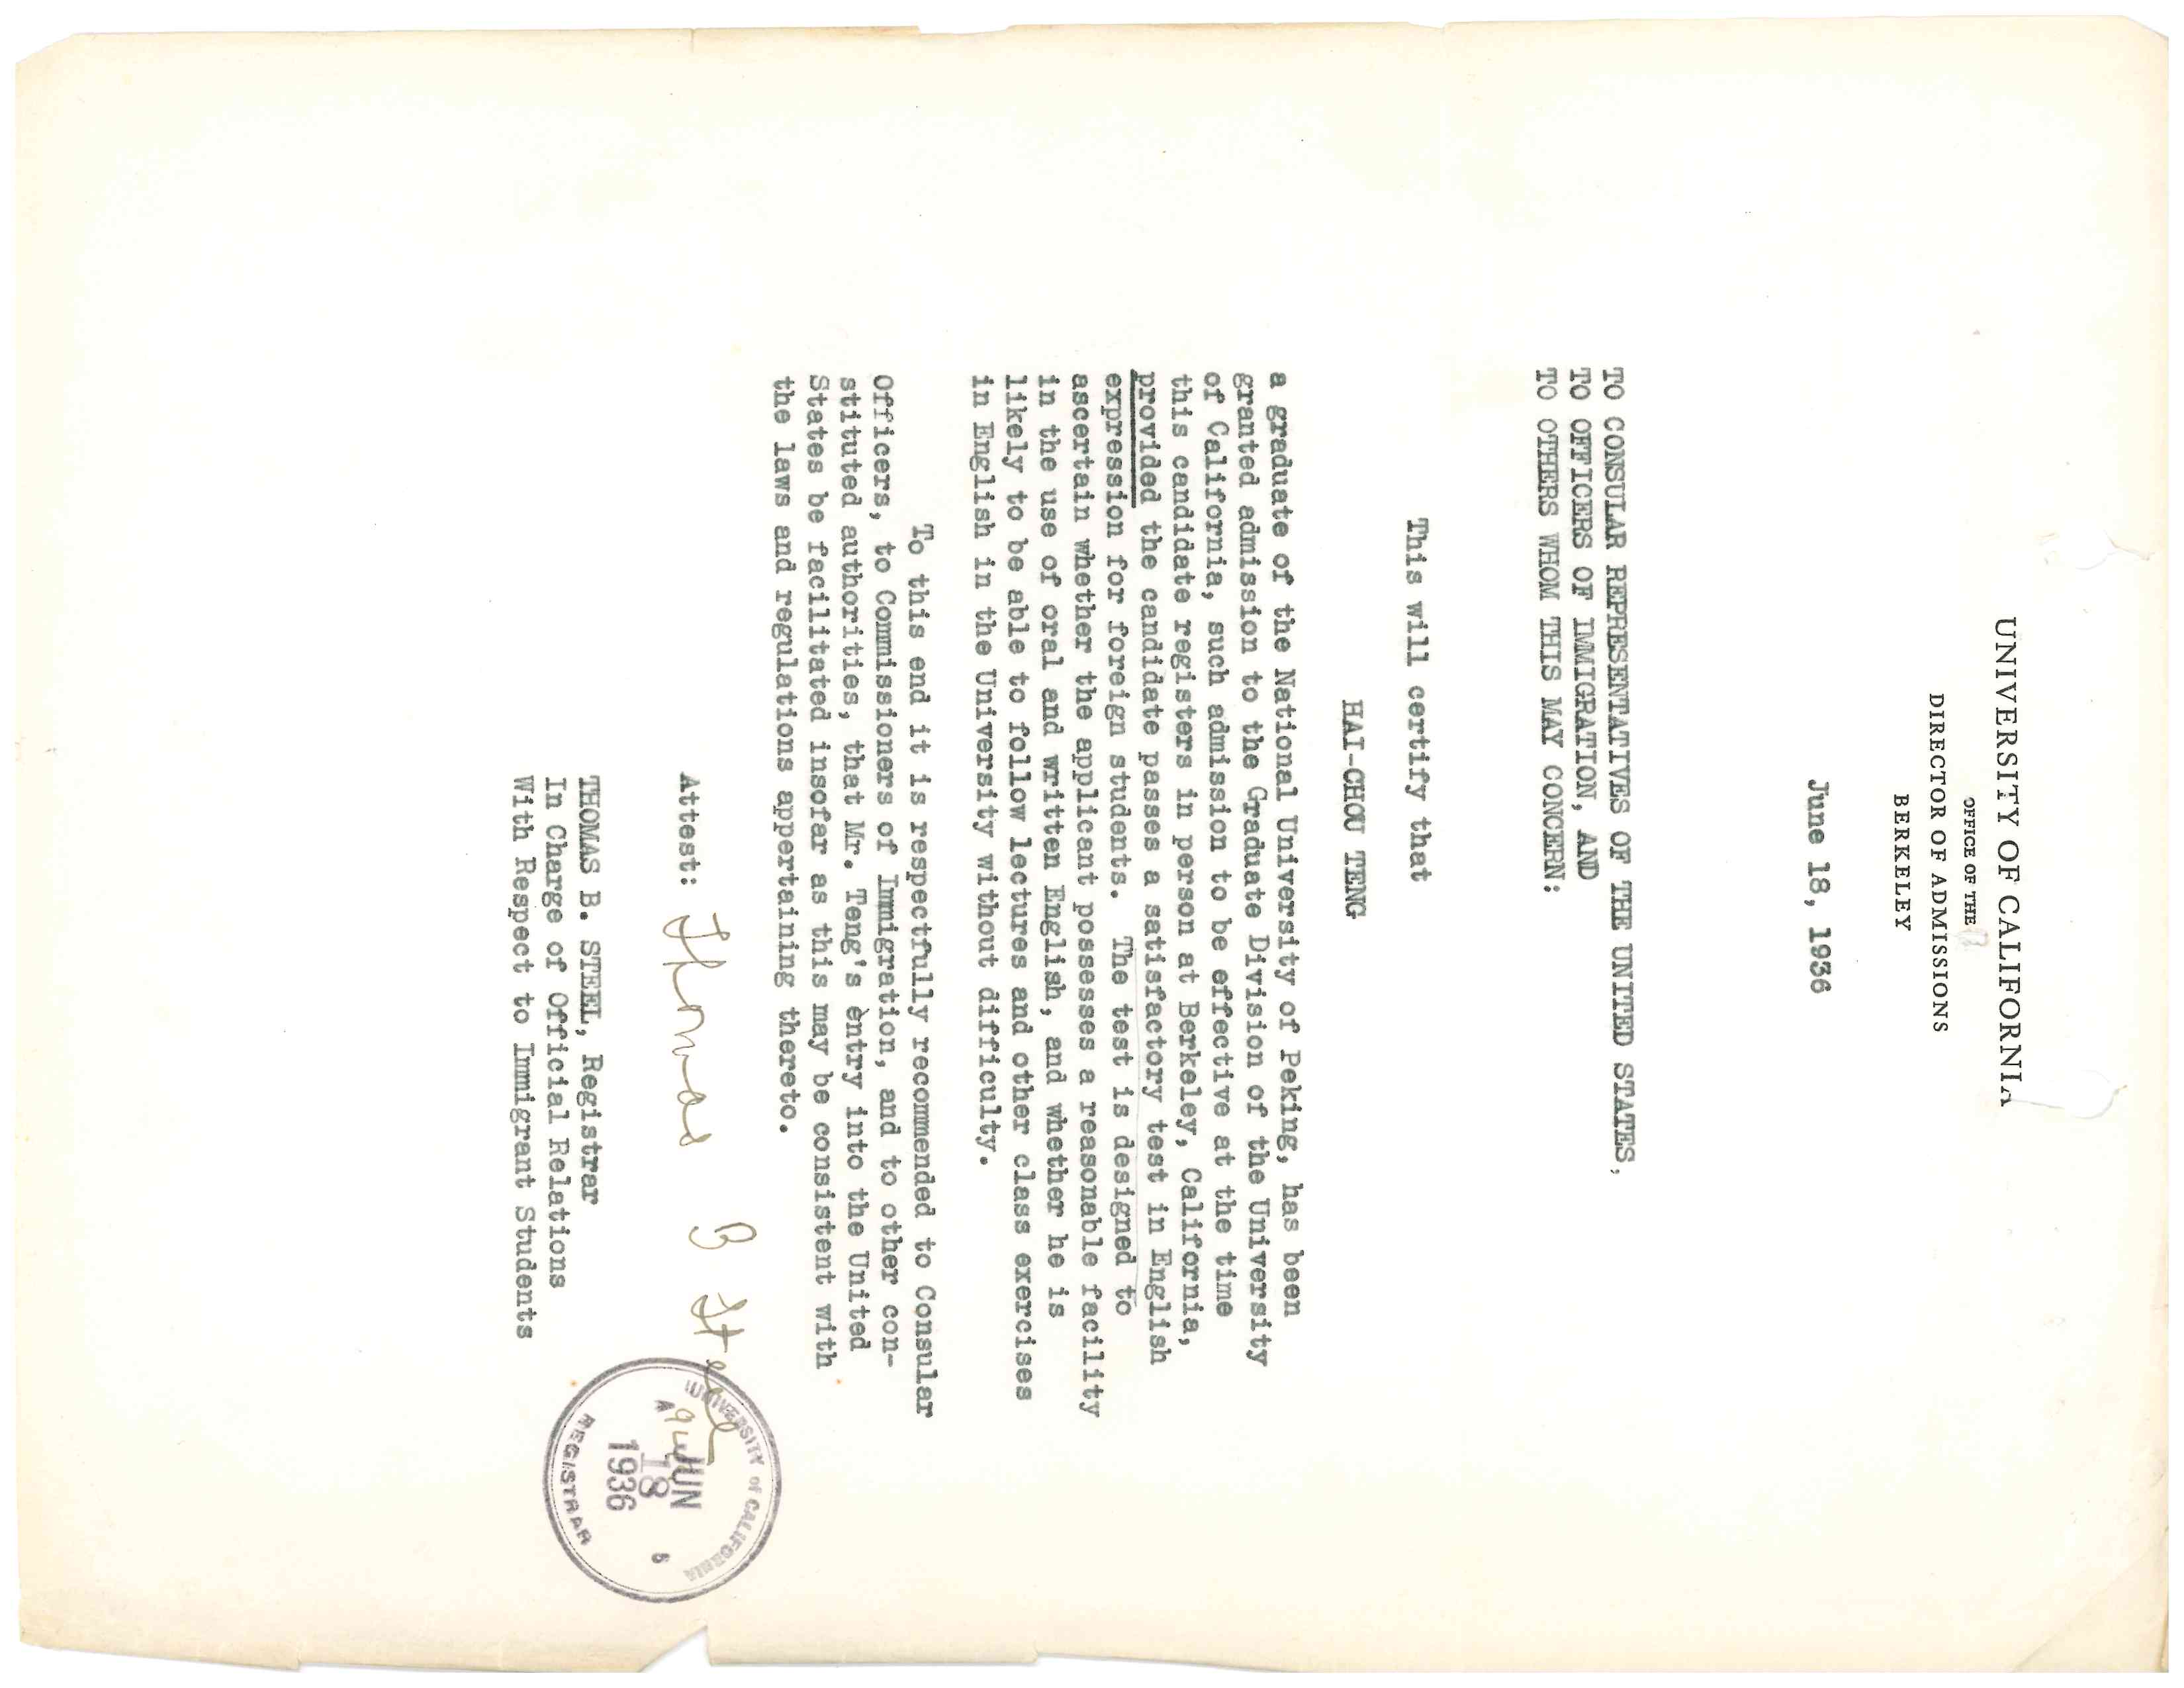 UNIVERSITY OF CALIFORNIA
OFFICE OF THE
DIRECTOR OF ADMISSIONS
BERKELEY
June 18, 1936
TO CONSULAR REPRESENTATIVES OF THE UNITED STATES,
TO OFFICERS OF IMMIGRATION, AND
TO OTHERS WHOM THIS MAY CONCERN:
This will certify that
HAI-CHOU TENG
a graduate of the National University of Peking, has been
granted admission to the Graduate Division of the University
of California, such admission to be effective at the time
this candidate registers in person at Berkeley, California,
provided the candidate passes a satisfactory test in English
expression for foreign students. The test is designed to
ascertain whether the applicant possesses a reasonable facility
in the use of oral and written English, and whether he is
likely to be able to follow lectures and other class exercises
in English in the University without difficulty.
To this end it is respectfully recommended to Consular
Officers, to Commissioners of Immigration, and to other con-
stituted authorities, that Mr. Teng's entry into the United
States be facilitated insofar as this may be consistent with
the laws and regulations appertaining thereto.
Attest: Thomas B Steel
UNIVERSITY of CALIFORNIA
JUN
A 18 5
1936
REGISTRAR
THOMAS B. STEEL, Registrar
In Charge of Official Relations
With Respect to Immigrant Students